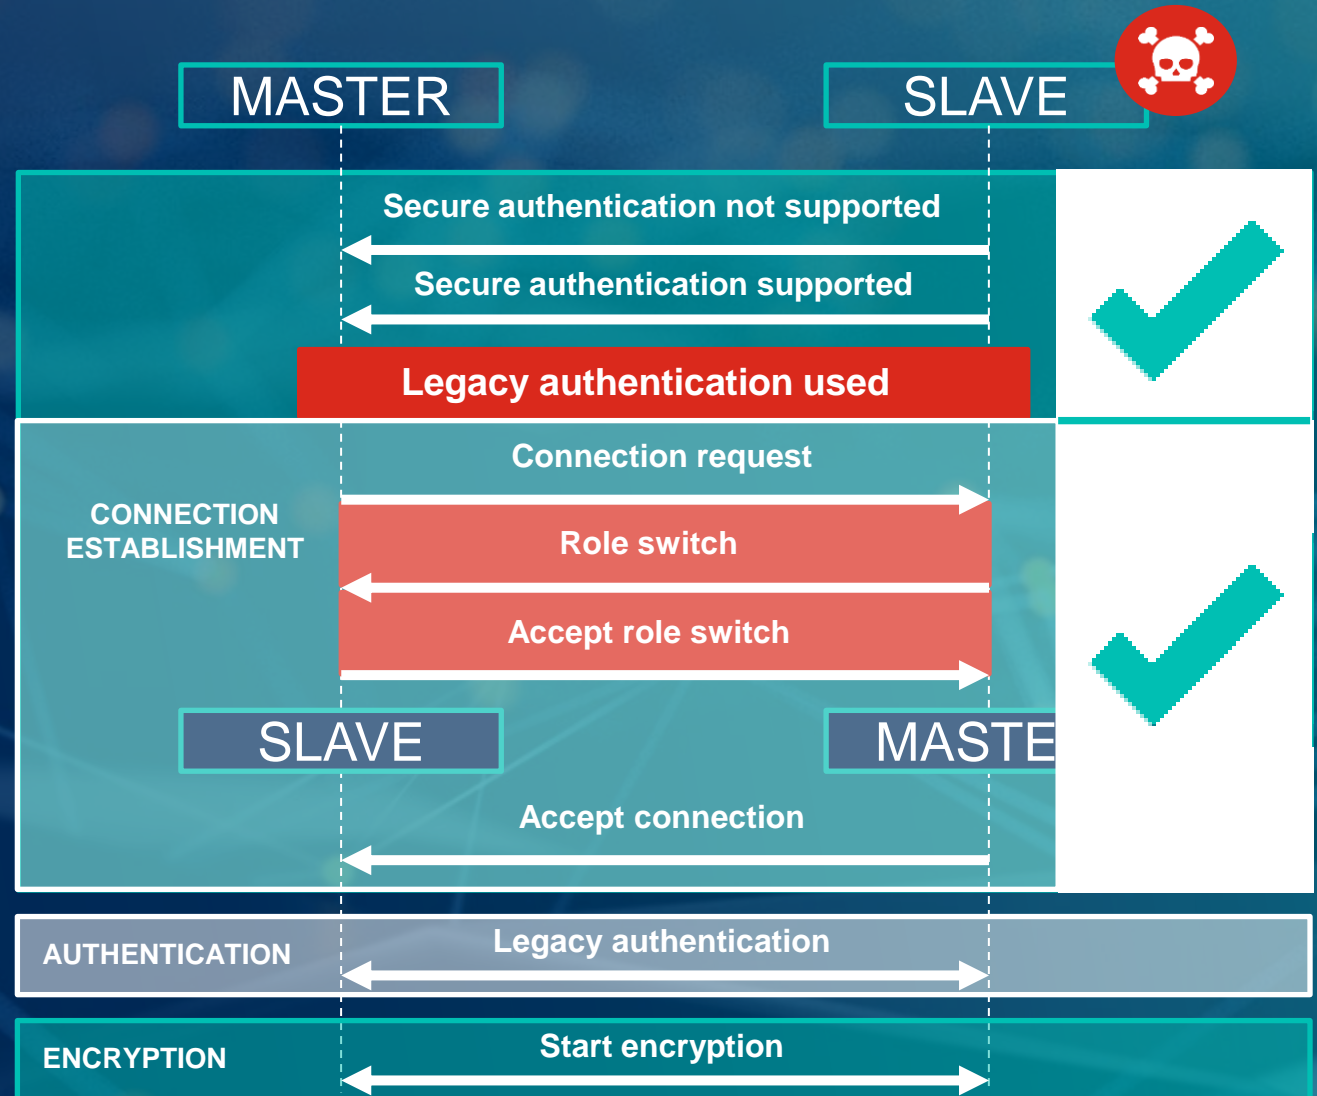 MASTER
SLAVE
Secure authentication not supported
Secure authentication supported
Legacy authentication used
Connection request
CONNECTION
ESTABLISHMENT
Role switch
Accept role switch
SLAVE
MASTE
Accept connection
AUTHENTICATION
Legacy authentication
ENCRYPTION
Start encryption